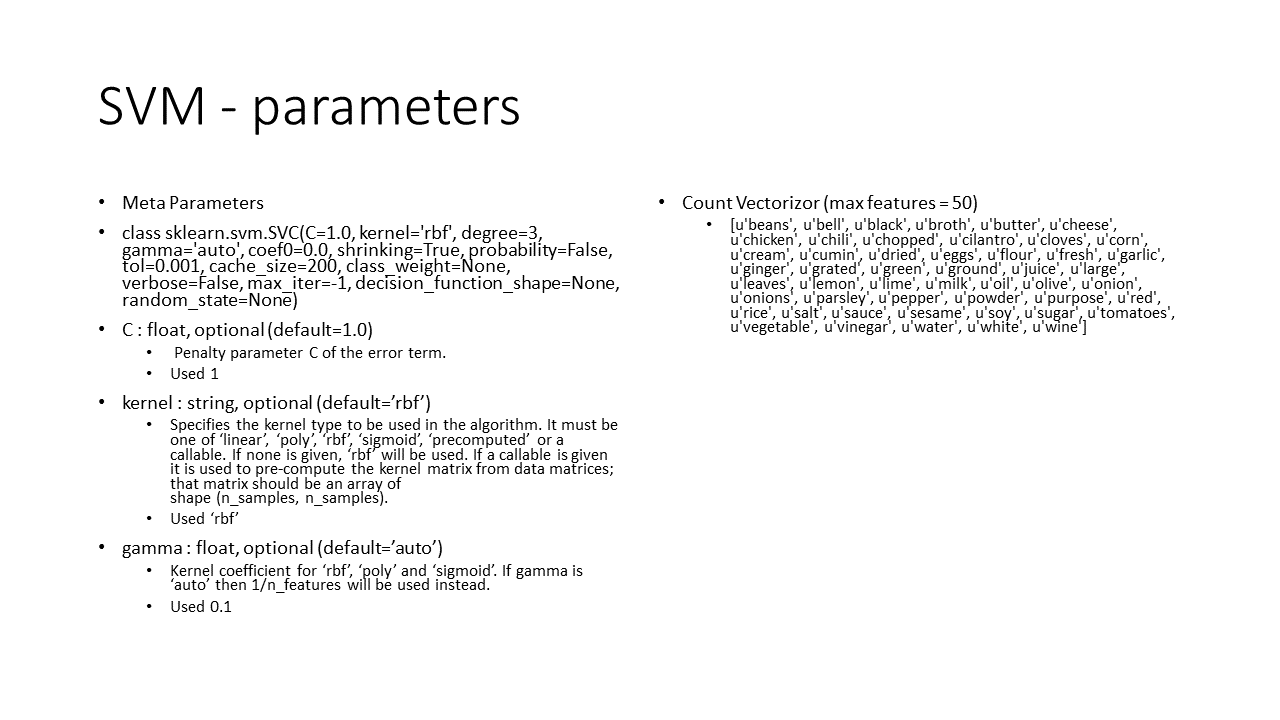 SVM - parameters
• Meta Parameters
• class sklearn.svm.SVC(C=1.0, kernel='rbf', degree=3,
gamma='auto', coef0=0.0, shrinking=True, probability=False,
tol=0.001, cache_size=200, class_weight=None,
verbose=False, max_iter=-1, decision_function_shape=None,
random_state=None)
• C : float, optional (default=1.0)
• Penalty parameter C of the error term.
• Used 1
• kernel : string, optional (default=’rbf’)
• Specifies the kernel type to be used in the algorithm. It must be
one of ‘linear’, ‘poly’, ‘rbf’, ‘sigmoid’, ‘precomputed’ or a
callable. If none is given, ‘rbf’ will be used. If a callable is given
it is used to pre-compute the kernel matrix from data matrices;
that matrix should be an array of
shape (n_samples, n_samples).
• Used ‘rbf’
• gamma : float, optional (default=’auto’)
• Kernel coefficient for ‘rbf’, ‘poly’ and ‘sigmoid’. If gamma is
‘auto’ then 1/n_features will be used instead.
• Used 0.1
• Count Vectorizor (max features = 50)
• [u'beans', u'bell', u'black', u'broth', u'butter', u'cheese',
u'chicken', u'chili', u'chopped', u'cilantro', u'cloves', u'corn',
u'cream', u'cumin', u'dried', u'eggs', u'flour', u'fresh', u'garlic',
u'ginger', u'grated', u'green', u'ground', u'juice', u'large',
u'leaves', u'lemon', u'lime', u'milk', u'oil', u'olive', u'onion',
u'onions', u'parsley', u'pepper', u'powder', u'purpose', u'red',
u'rice', u'salt', u'sauce', u'sesame', u'soy', u'sugar', u'tomatoes',
u'vegetable', u'vinegar', u'water', u'white', u'wine']